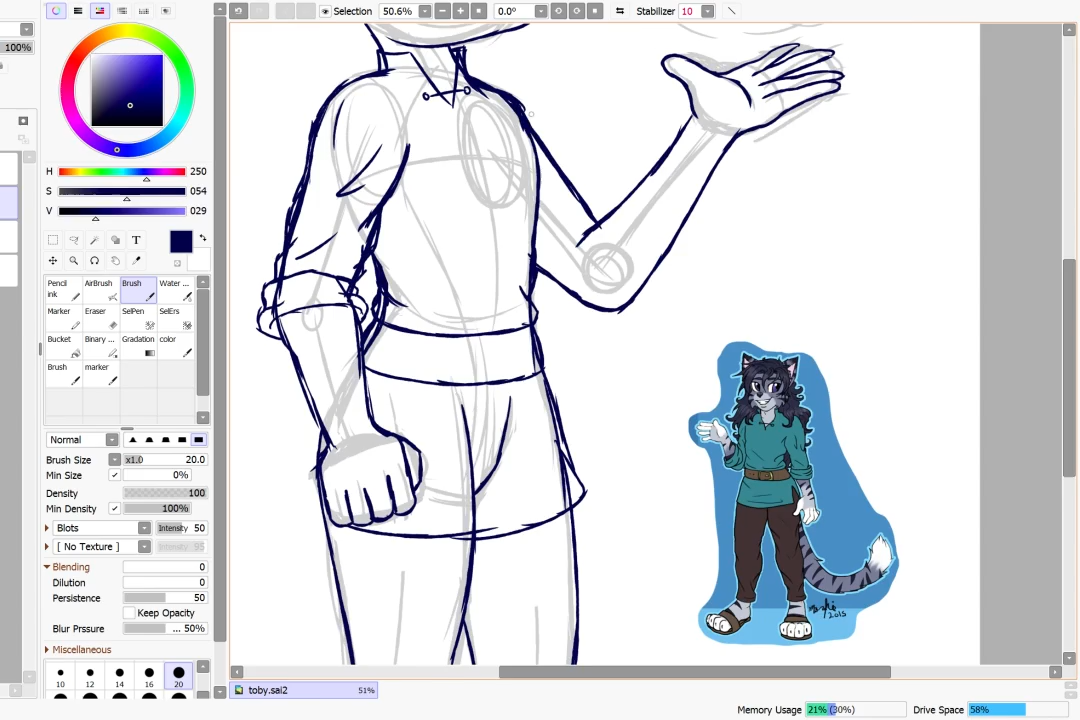 Selection 50.6% 0.0° Stabilizer 10
100%
H 250
S 054
V 029
T
Pencil ink AirBrush Brush Water ...
Marker Eraser SelPen SelErs
Bucket Binary ... Gradation color
Brush marker
Normal
Brush Size x1.0 20.0
Min Size 0%
Density 100
Min Density 100%
Blots Intensity 50
[ No Texture ] Intensity 95
Blending 0
Dilution 0
Persistence 50
Keep Opacity
Blur Prssure ... 50%
Miscellaneous
10 12 14 16 20
2015
toby.sai2 51%
Memory Usage 21% (30%) Drive Space 58%